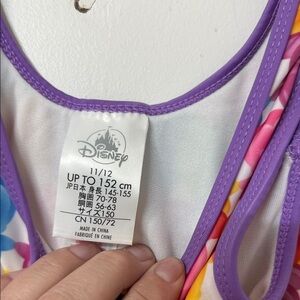 Disney
11/12
UP TO 152 cm
JP日本 身長 145-155
胸囲 70-78
胴囲 56-63
サイズ150
CN 150/72
MADE IN CHINA
FABRIQUÉ EN CHINE